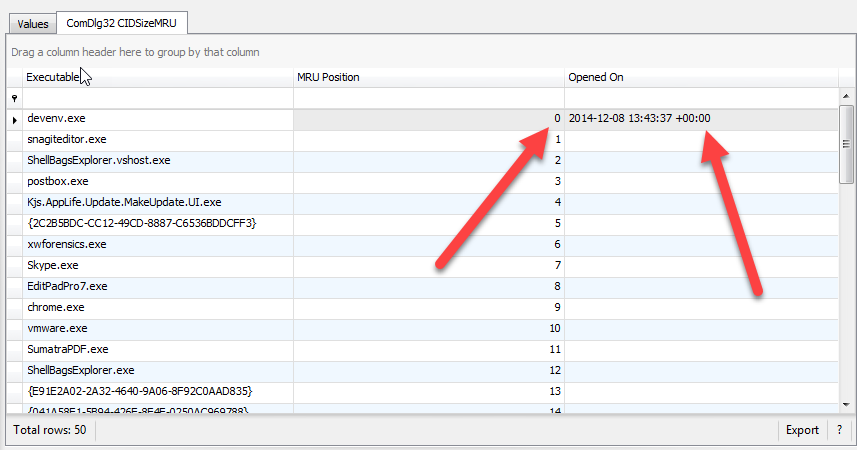 Values ComDlg32 CIDSizeMRU
Drag a column header here to group by that column
Executable MRU Position Opened On
devenv.exe 0 2014-12-08 13:43:37 +00:00
snagiteditor.exe 1
ShellBagsExplorer.vshost.exe 2
postbox.exe 3
Kjs.AppLife.Update.MakeUpdate.UI.exe 4
{2C2B5BDC-CC12-49CD-8887-C6536BDDCFF3} 5
xwforensics.exe 6
Skype.exe 7
EditPadPro7.exe 8
chrome.exe 9
vmware.exe 10
SumatraPDF.exe 11
ShellBagsExplorer.exe 12
{E91E2A02-2A32-4640-9A06-8F92C0AAD835} 13
14
Total rows: 50 Export ?